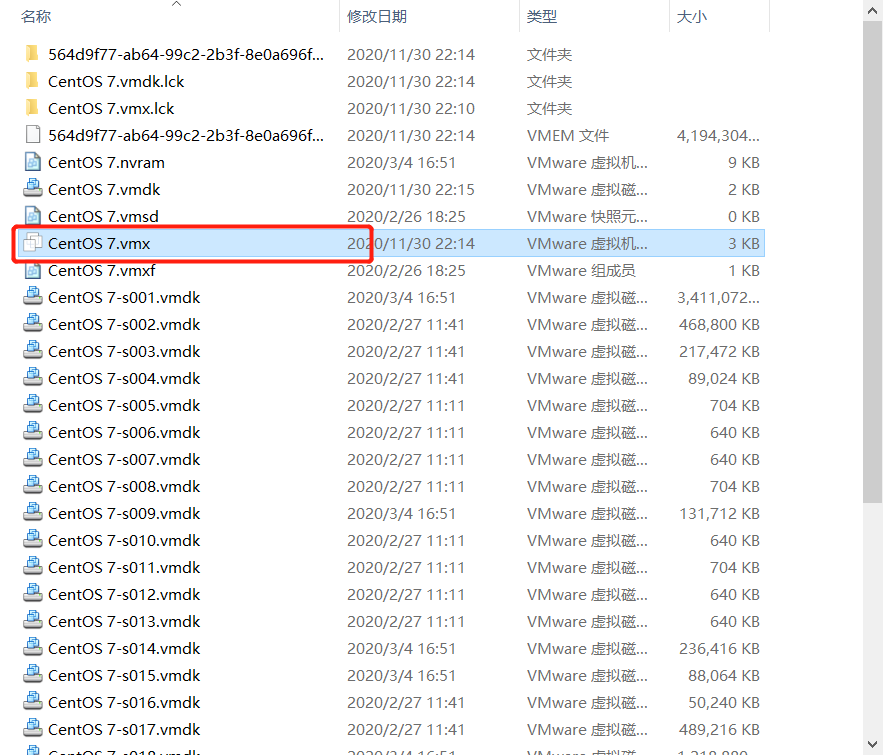 名称 修改日期 类型 大小
564d9f77-ab64-99c2-2b3f-8e0a696f... 2020/11/30 22:14 文件夹
CentOS 7.vmdk.lck 2020/11/30 22:14 文件夹
CentOS 7.vmx.lck 2020/11/30 22:10 文件夹
564d9f77-ab64-99c2-2b3f-8e0a696f... 2020/11/30 22:14 VMEM 文件 4,194,304...
CentOS 7.nvram 2020/3/4 16:51 VMware 虚拟机... 9 KB
CentOS 7.vmdk 2020/11/30 22:15 VMware 虚拟磁... 2 KB
CentOS 7.vmsd 2020/2/26 18:25 VMware 快照元... 0 KB
CentOS 7.vmx 2020/11/30 22:14 VMware 虚拟机... 3 KB
CentOS 7.vmxf 2020/2/26 18:25 VMware 组成员 1 KB
CentOS 7-s001.vmdk 2020/3/4 16:51 VMware 虚拟磁... 3,411,072...
CentOS 7-s002.vmdk 2020/2/27 11:41 VMware 虚拟磁... 468,800 KB
CentOS 7-s003.vmdk 2020/2/27 11:41 VMware 虚拟磁... 217,472 KB
CentOS 7-s004.vmdk 2020/2/27 11:41 VMware 虚拟磁... 89,024 KB
CentOS 7-s005.vmdk 2020/2/27 11:11 VMware 虚拟磁... 704 KB
CentOS 7-s006.vmdk 2020/2/27 11:11 VMware 虚拟磁... 640 KB
CentOS 7-s007.vmdk 2020/2/27 11:11 VMware 虚拟磁... 640 KB
CentOS 7-s008.vmdk 2020/2/27 11:11 VMware 虚拟磁... 704 KB
CentOS 7-s009.vmdk 2020/3/4 16:51 VMware 虚拟磁... 131,712 KB
CentOS 7-s010.vmdk 2020/2/27 11:11 VMware 虚拟磁... 640 KB
CentOS 7-s011.vmdk 2020/2/27 11:11 VMware 虚拟磁... 704 KB
CentOS 7-s012.vmdk 2020/2/27 11:11 VMware 虚拟磁... 640 KB
CentOS 7-s013.vmdk 2020/2/27 11:11 VMware 虚拟磁... 640 KB
CentOS 7-s014.vmdk 2020/3/4 16:51 VMware 虚拟磁... 236,416 KB
CentOS 7-s015.vmdk 2020/3/4 16:51 VMware 虚拟磁... 88,064 KB
CentOS 7-s016.vmdk 2020/2/27 11:41 VMware 虚拟磁... 50,240 KB
CentOS 7-s017.vmdk 2020/2/27 11:41 VMware 虚拟磁... 489,216 KB